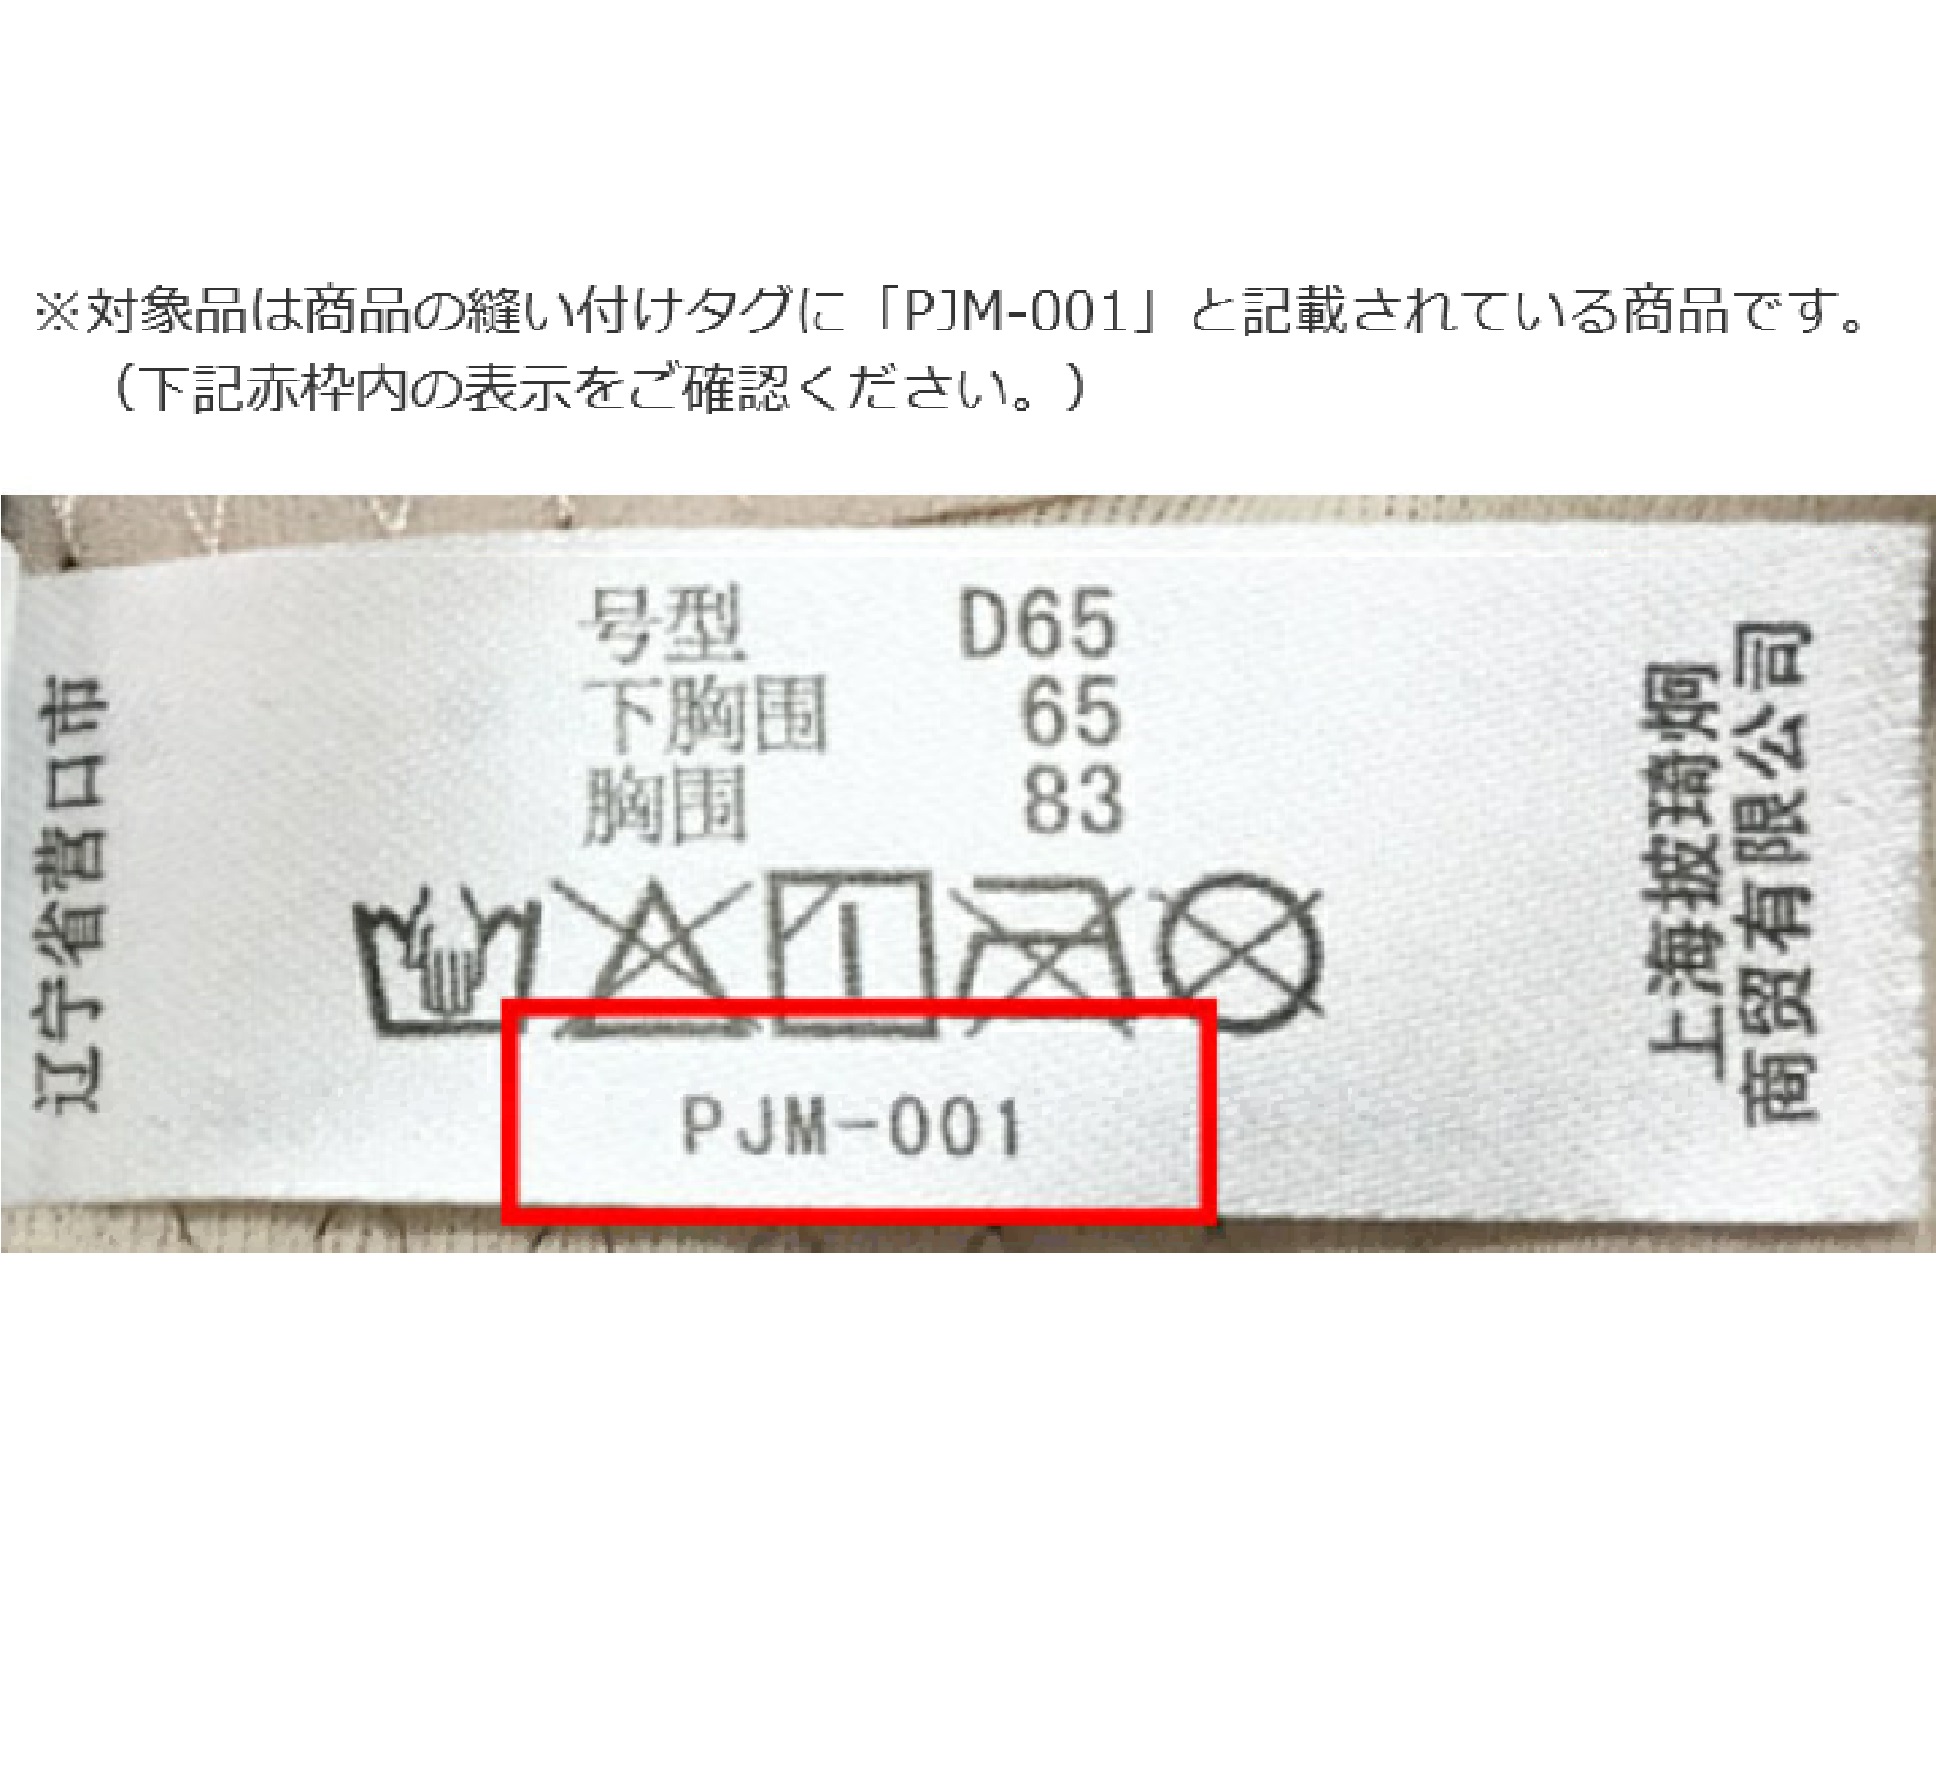 ※対象品は商品の縫い付けタグに「PJM-001」と記載されている商品です。
（下記赤枠内の表示をご確認ください。）
号型 D65
下胸围 65
胸围 83
PJM-001
辽宁省营口市
上海披琦炯
商贸有限公司